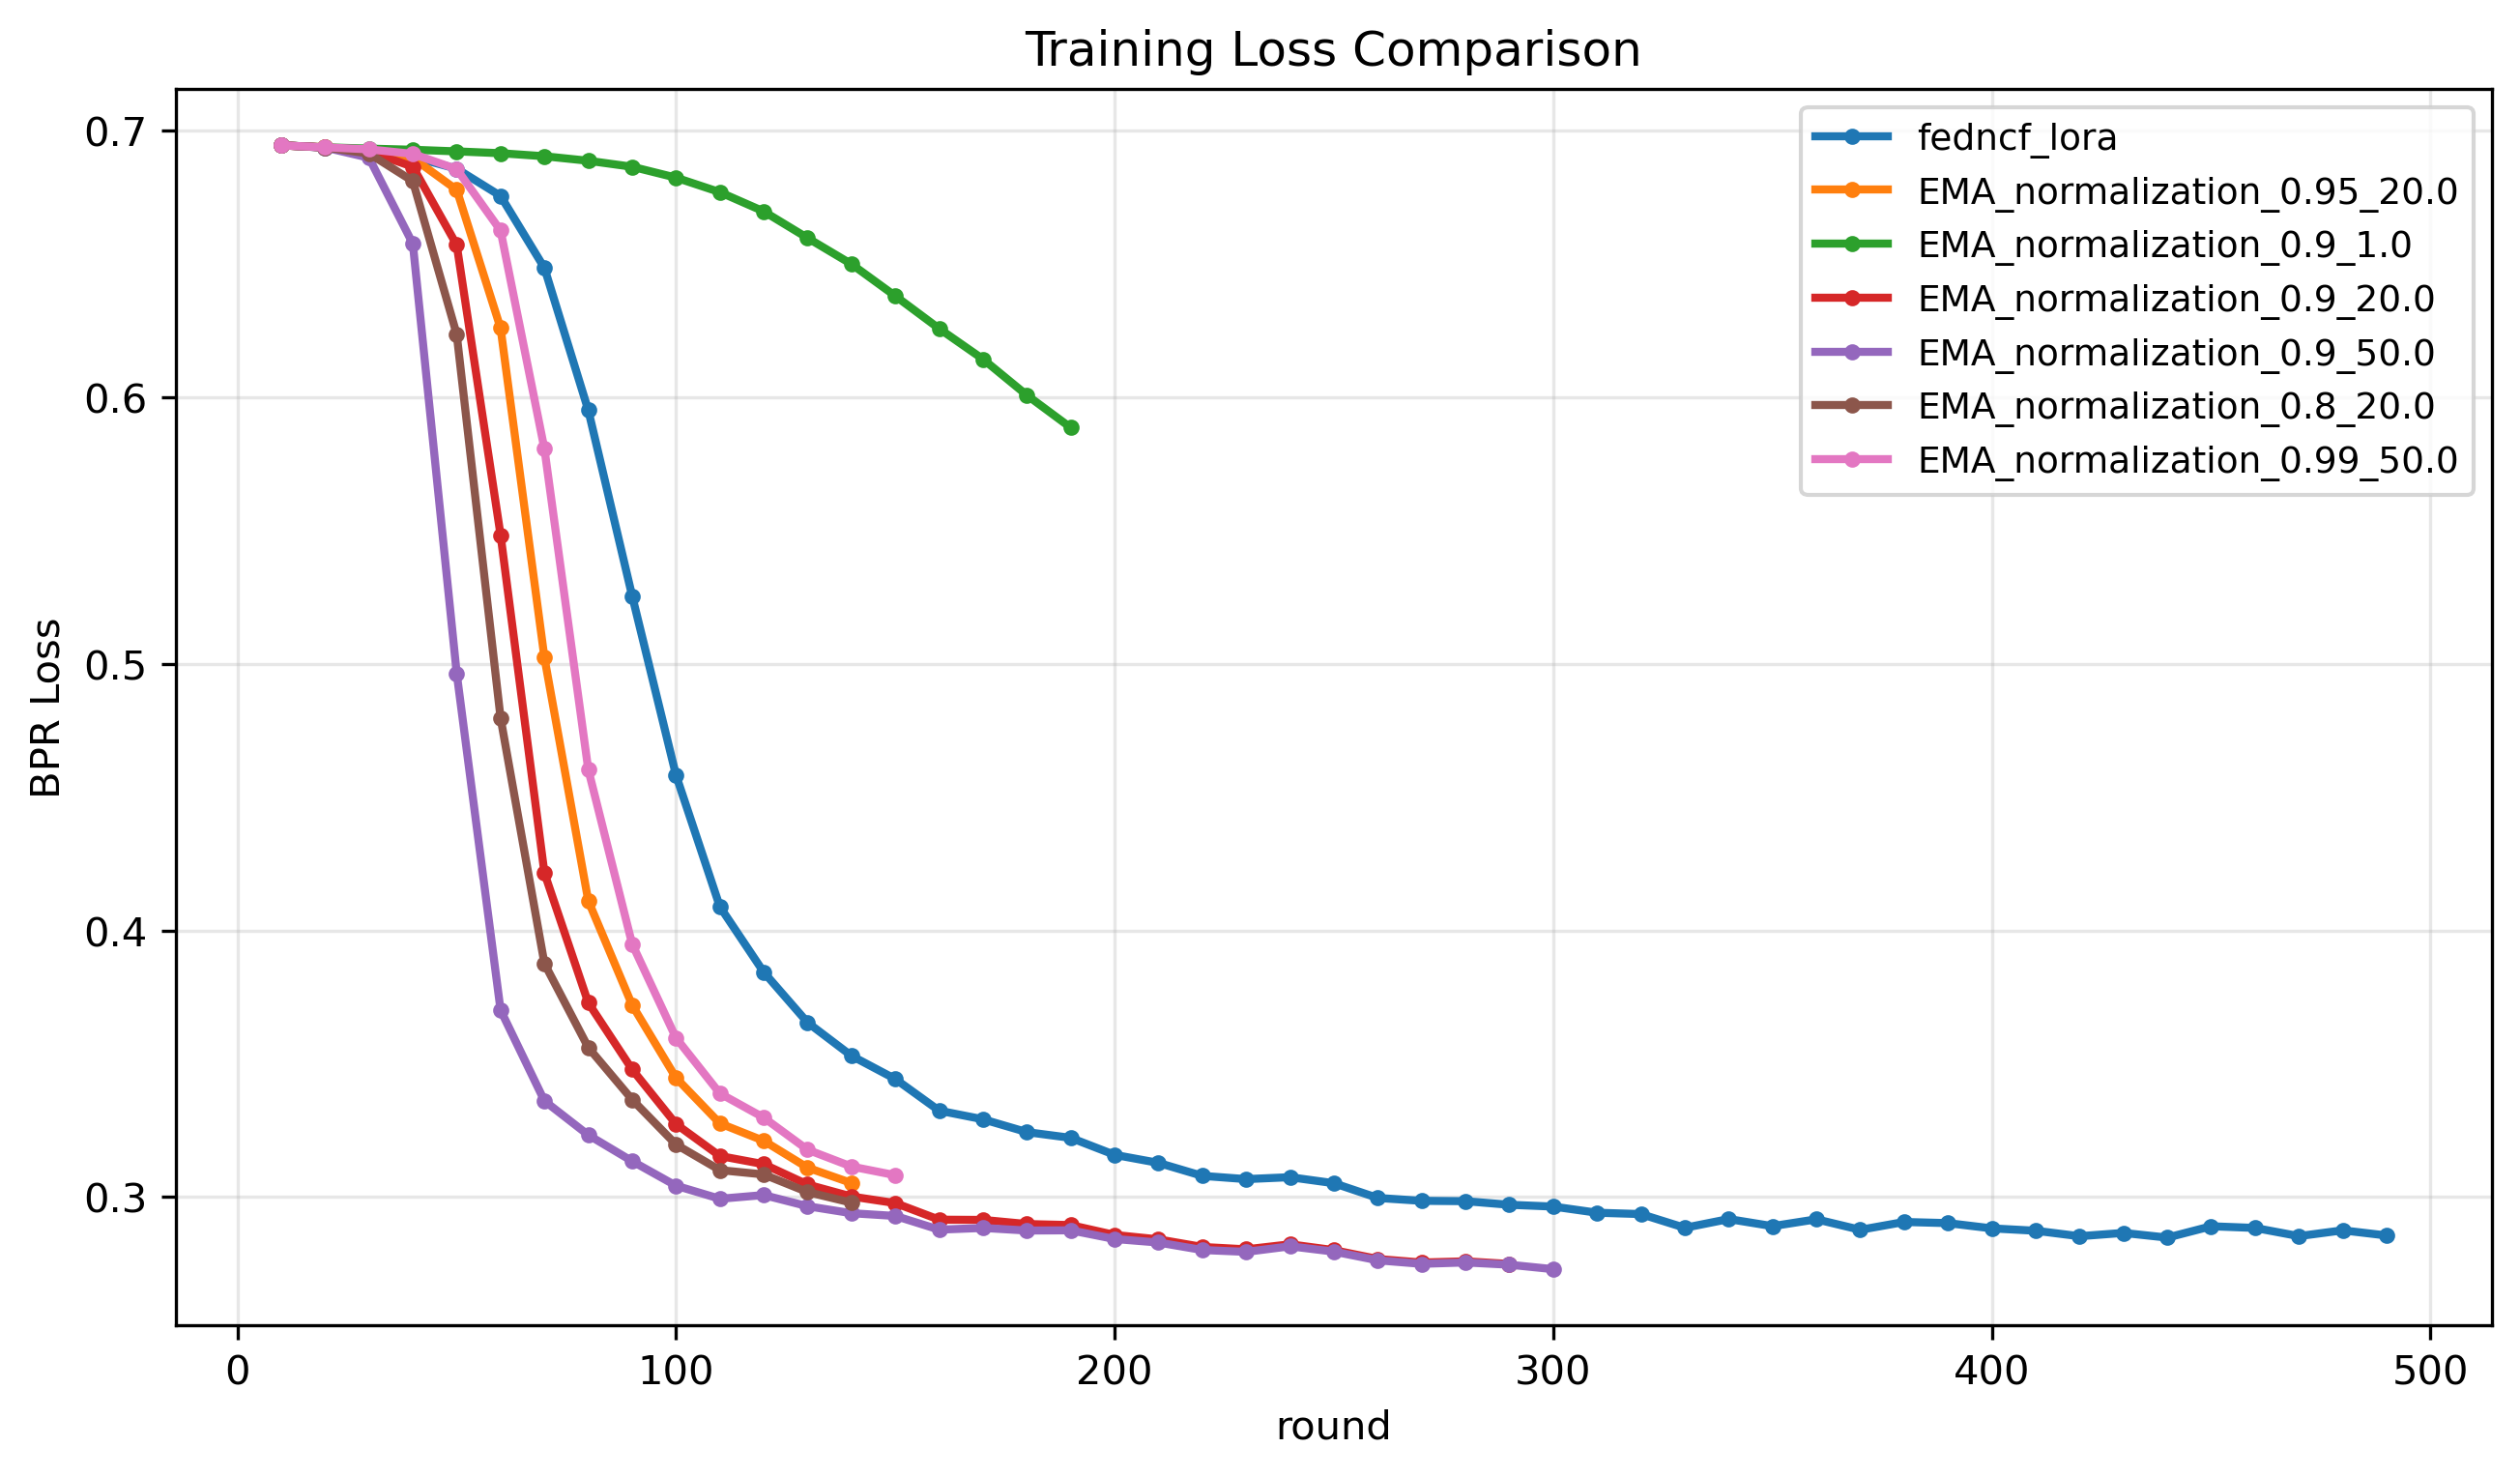 Training Loss Comparison
0.7
0.6
0.5
0.4
0.3
BPR Loss
fedncf_lora
EMA_normalization_0.95_20.0
EMA_normalization_0.9_1.0
EMA_normalization_0.9_20.0
EMA_normalization_0.9_50.0
EMA_normalization_0.8_20.0
EMA_normalization_0.99_50.0
0 100 200 300 400 500
round